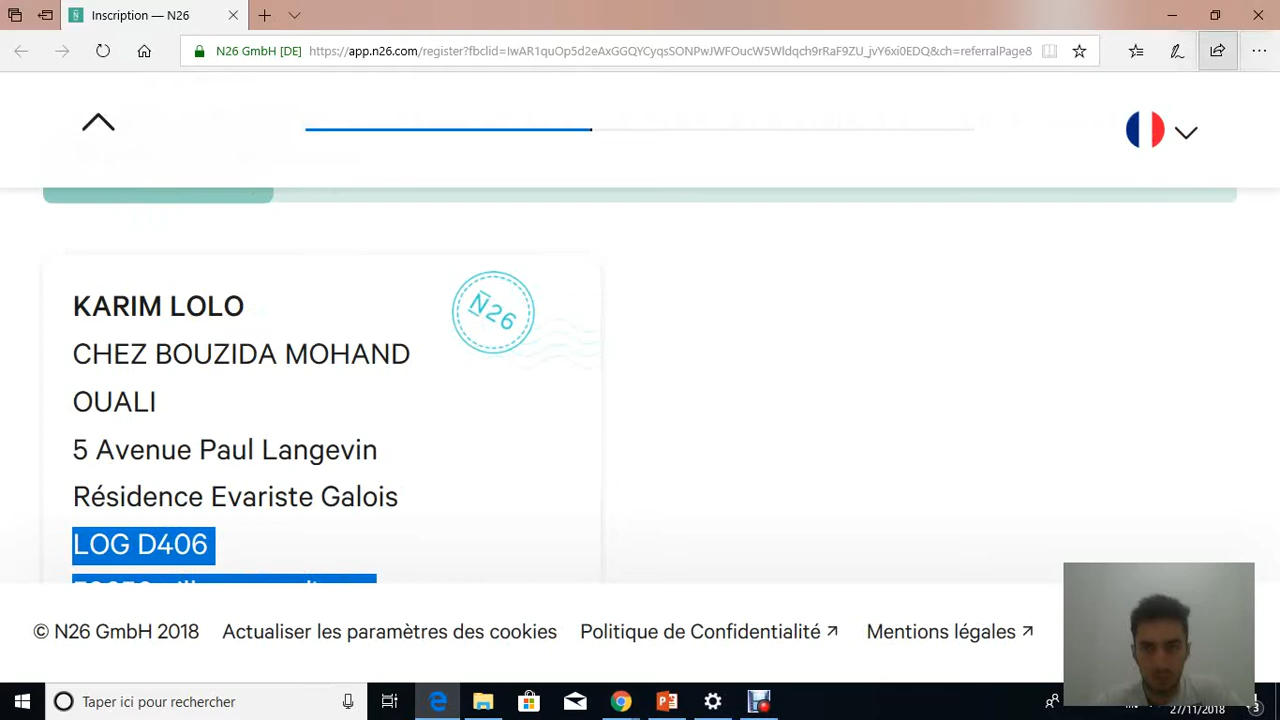 Inscription — N26
N26 GmbH [DE] https://app.n26.com/register?fbclid=IwAR1quOp5d2eAxGGQYCyqsSONPwJWFOucW5Wldqch9rRaF9ZU_jvY6xi0EDQ&ch=referralPage8
KARIM LOLO
N26
CHEZ BOUZIDA MOHAND
OUALI
5 Avenue Paul Langevin
Résidence Evariste Galois
LOG D406
© N26 GmbH 2018 Actualiser les paramètres des cookies Politique de Confidentialité Mentions légales
Taper ici pour rechercher
27/11/2018